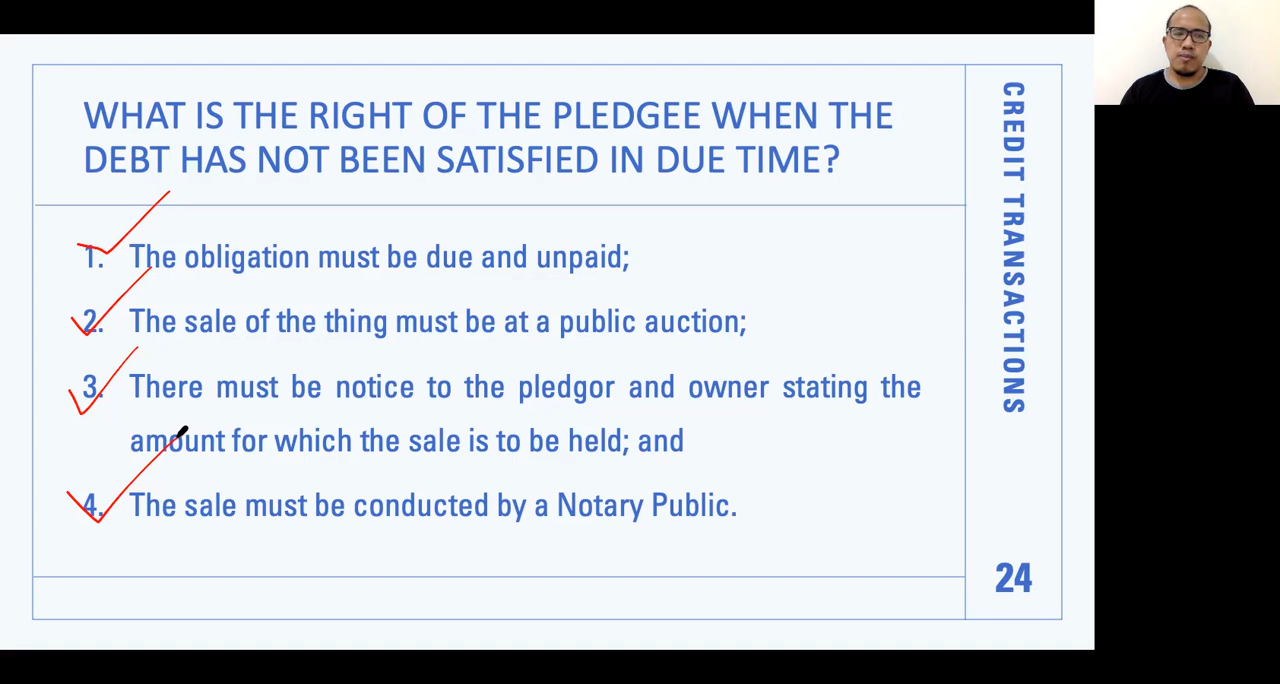 WHAT IS THE RIGHT OF THE PLEDGEE WHEN THE
DEBT HAS NOT BEEN SATISFIED IN DUE TIME?
1. The obligation must be due and unpaid;
2. The sale of the thing must be at a public auction;
3. There must be notice to the pledgor and owner stating the
amount for which the sale is to be held; and
4. The sale must be conducted by a Notary Public.
CREDIT TRANSACTIONS
24